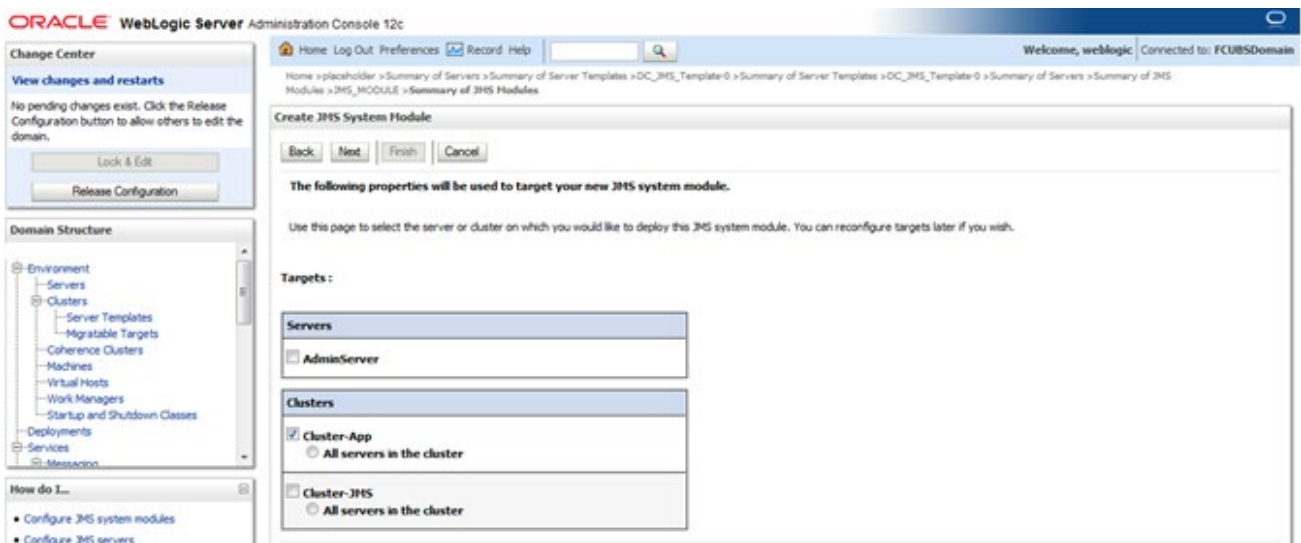 ORACLE WebLogic Server Administration Console 12c
Change Center
View changes and restarts
No pending changes exist. Click the Release
Configuration button to allow others to edit the
domain.
Lock & Edit
Release Configuration
Domain Structure
Environment
Servers
Clusters
Server Templates
Migratable Targets
Coherence Clusters
Machines
Virtual Hosts
Work Managers
Startup and Shutdown Classes
Deployments
Services
Messaging
How do I...
Configure JMS system modules
Configure JMS servers
Home Log Out Preferences Record Help
Welcome, weblogic Connected to: FCUBSDomain
Home >placeholder >Summary of Servers >Summary of Server Templates >DC_JMS_Template-0 >Summary of Server Templates >DC_JMS_Template-0 >Summary of Servers >Summary of JMS
Modules >JMS_MODULE >Summary of JMS Modules
Create JMS System Module
Back Next Finish Cancel
The following properties will be used to target your new JMS system module.
Use this page to select the server or cluster on which you would like to deploy this JMS system module. You can reconfigure targets later if you wish.
Targets :
Servers
AdminServer
Clusters
Cluster-App
All servers in the cluster
Cluster-JMS
All servers in the cluster